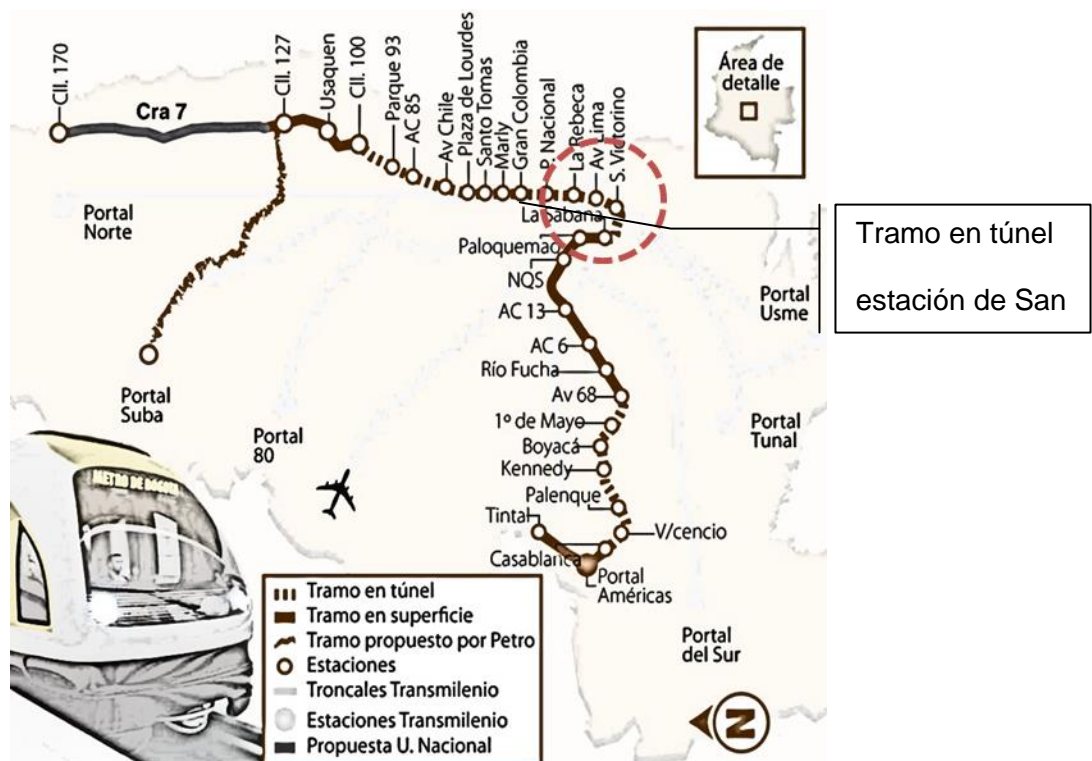 Cll. 170
Cra 7
Cll. 127
Usaquen
Cll. 100
Parque 93
AC 85
Av Chile
Plaza de Lourdes
Santo Tomas
Marly
Gran Colombia
P. Nacional
La Rebeca
Av Lima
S. Victorino
Área de
detalle
La Sabana
Paloquemao
NQS
AC 13
AC 6
Río Fucha
Av 68
1º de Mayo
Boyacá
Kennedy
Palenque
Tintal
V/cencio
Casablanca
Portal
Américas
Portal
Norte
Portal
Suba
Portal
80
Portal
Usme
Portal
Tunal
Portal
del Sur
Tramo en túnel
estación de San
METRO DE BOGOTA
Tramo en túnel
Tramo en superficie
Tramo propuesto por Petro
Estaciones
Troncales Transmilenio
Estaciones Transmilenio
Propuesta U. Nacional
N